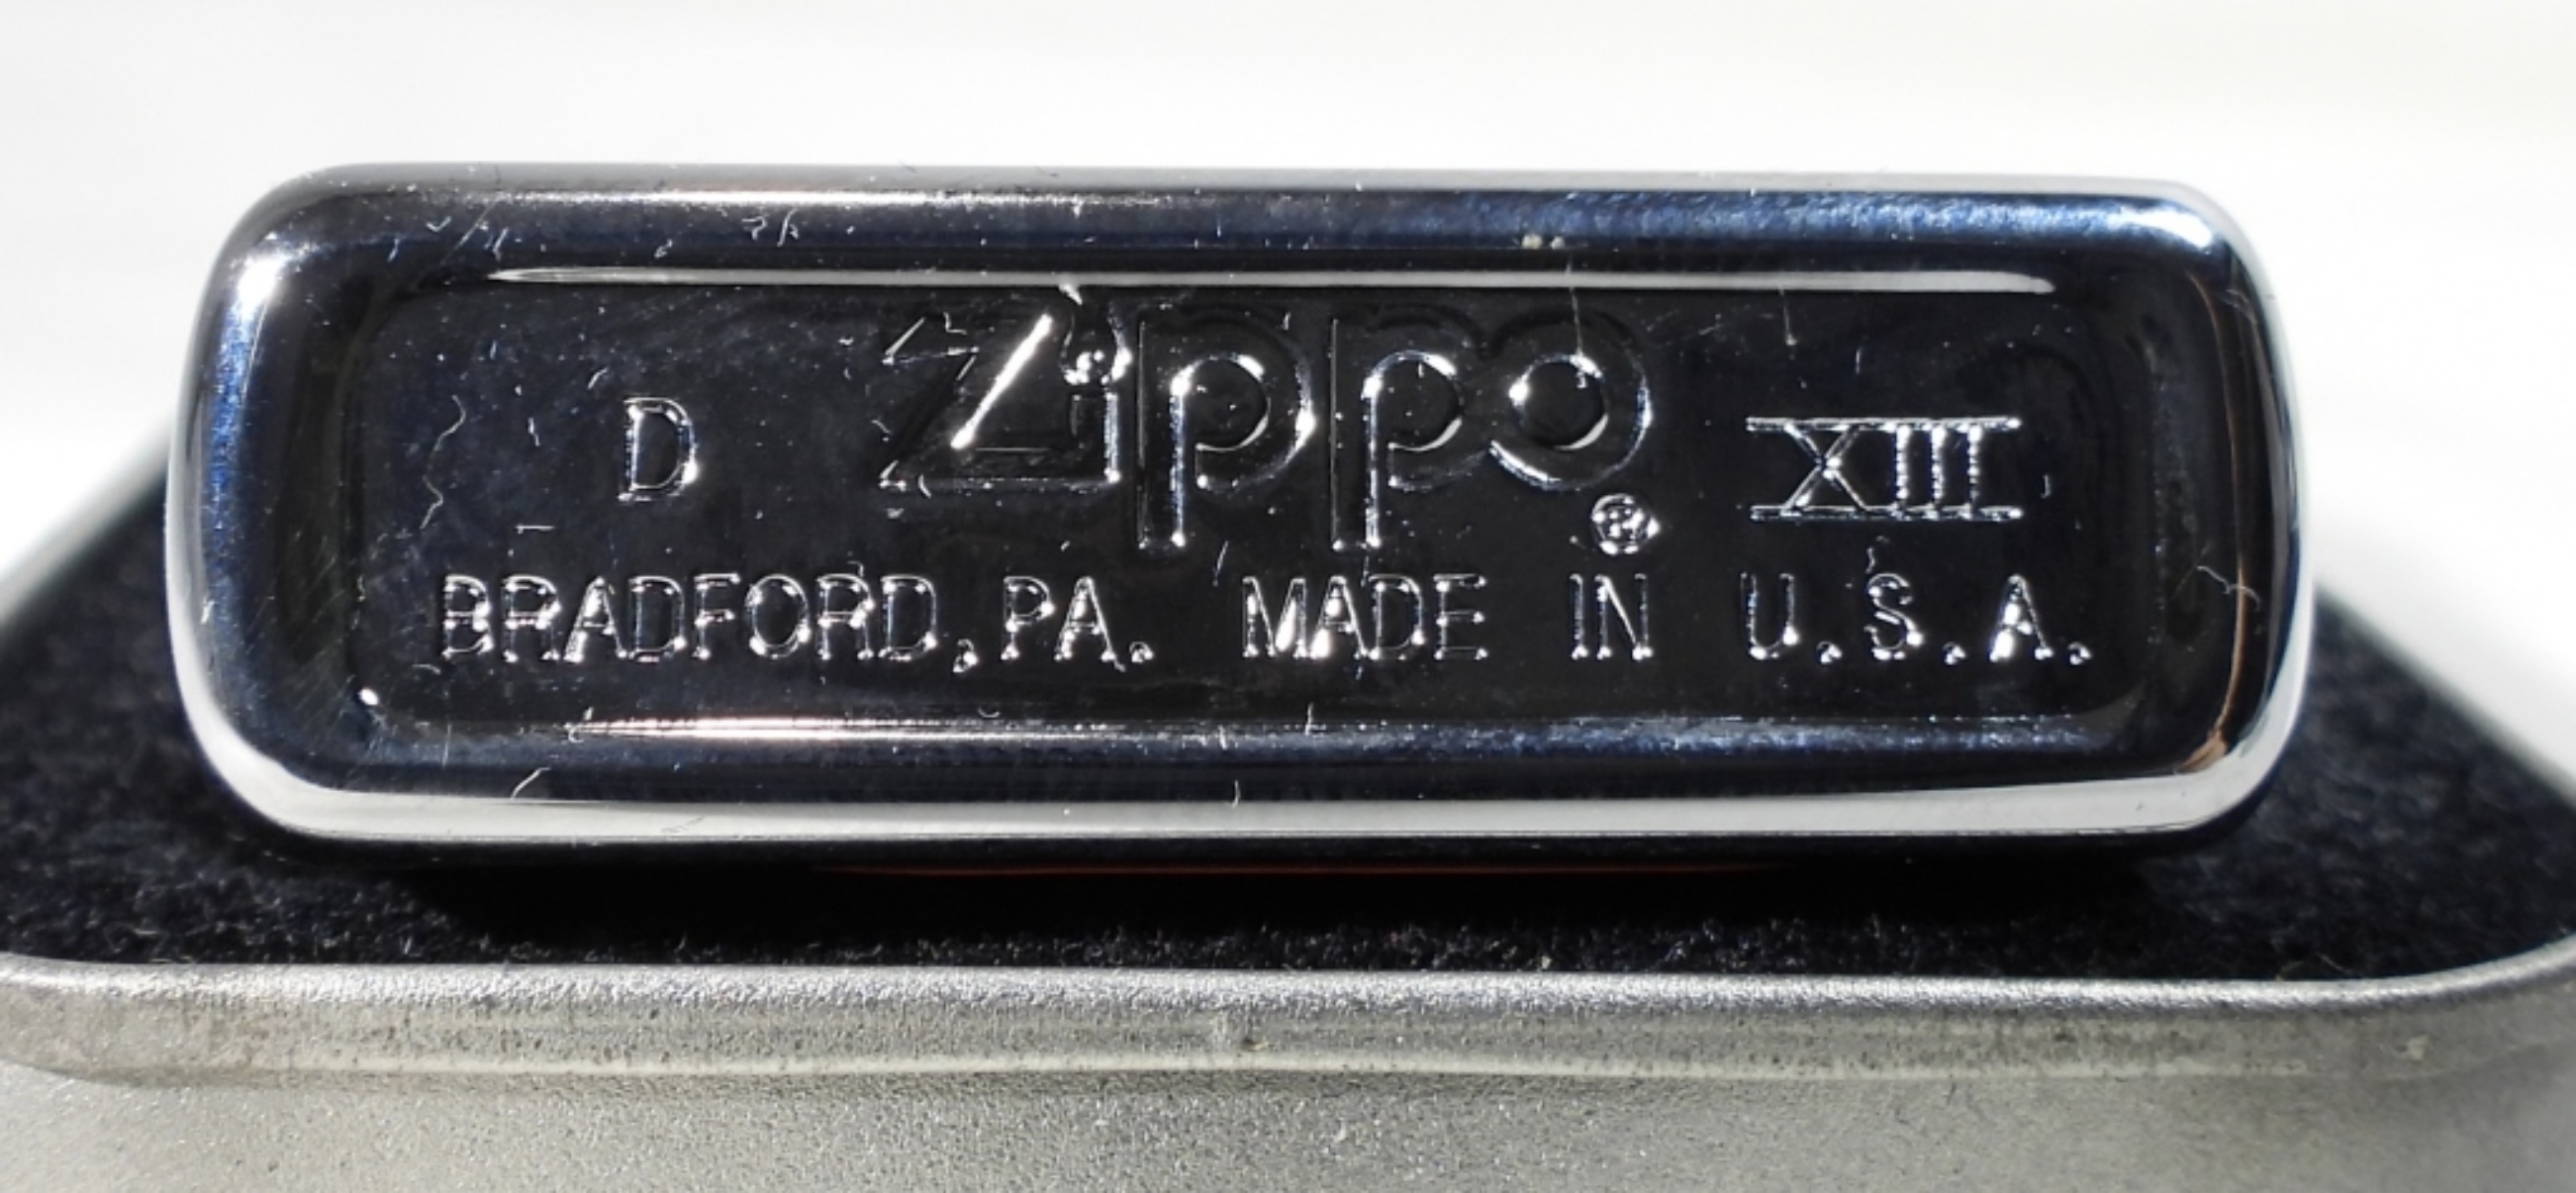 D Zippo® XIII
BRADFORD, PA. MADE IN U.S.A.